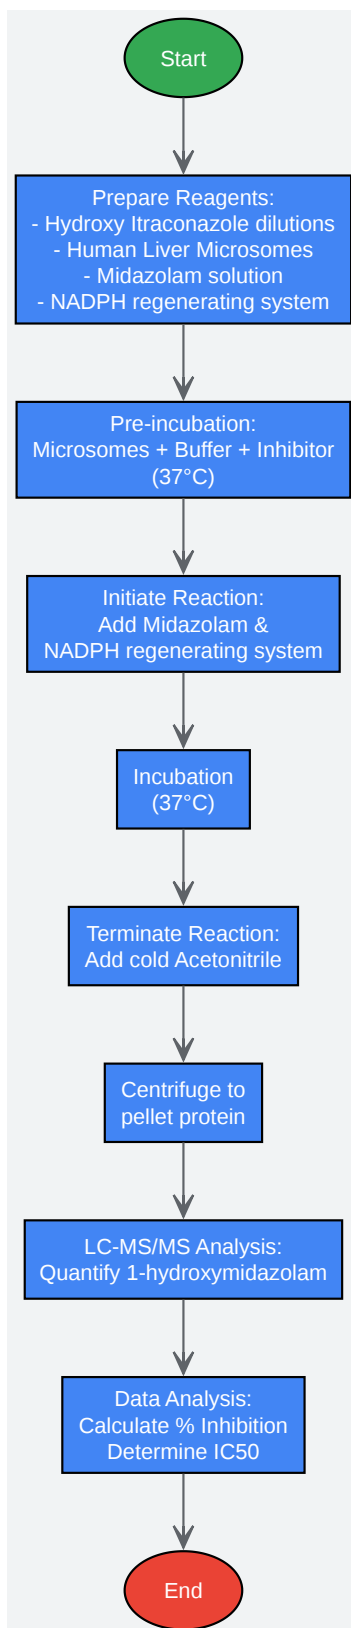 Start
Prepare Reagents:
- Hydroxy Itraconazole dilutions
- Human Liver Microsomes
- Midazolam solution
- NADPH regenerating system
Pre-incubation:
Microsomes + Buffer + Inhibitor
(37°C)
Initiate Reaction:
Add Midazolam &
NADPH regenerating system
Incubation
(37°C)
Terminate Reaction:
Add cold Acetonitrile
Centrifuge to
pellet protein
LC-MS/MS Analysis:
Quantify 1-hydroxymidazolam
Data Analysis:
Calculate % Inhibition
Determine IC50
End